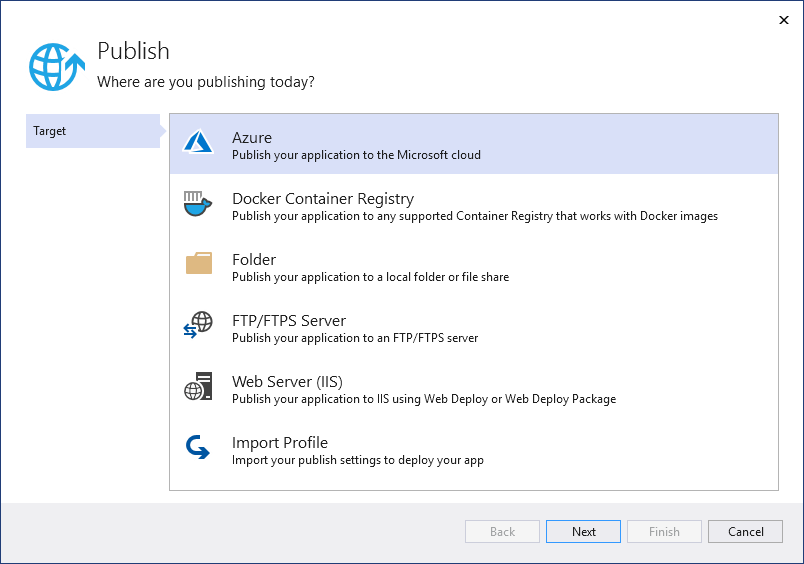 Publish
Where are you publishing today?
Target
Azure
Publish your application to the Microsoft cloud
Docker Container Registry
Publish your application to any supported Container Registry that works with Docker images
Folder
Publish your application to a local folder or file share
FTP/FTPS Server
Publish your application to an FTP/FTPS server
Web Server (IIS)
Publish your application to IIS using Web Deploy or Web Deploy Package
Import Profile
Import your publish settings to deploy your app
Back Next Finish Cancel